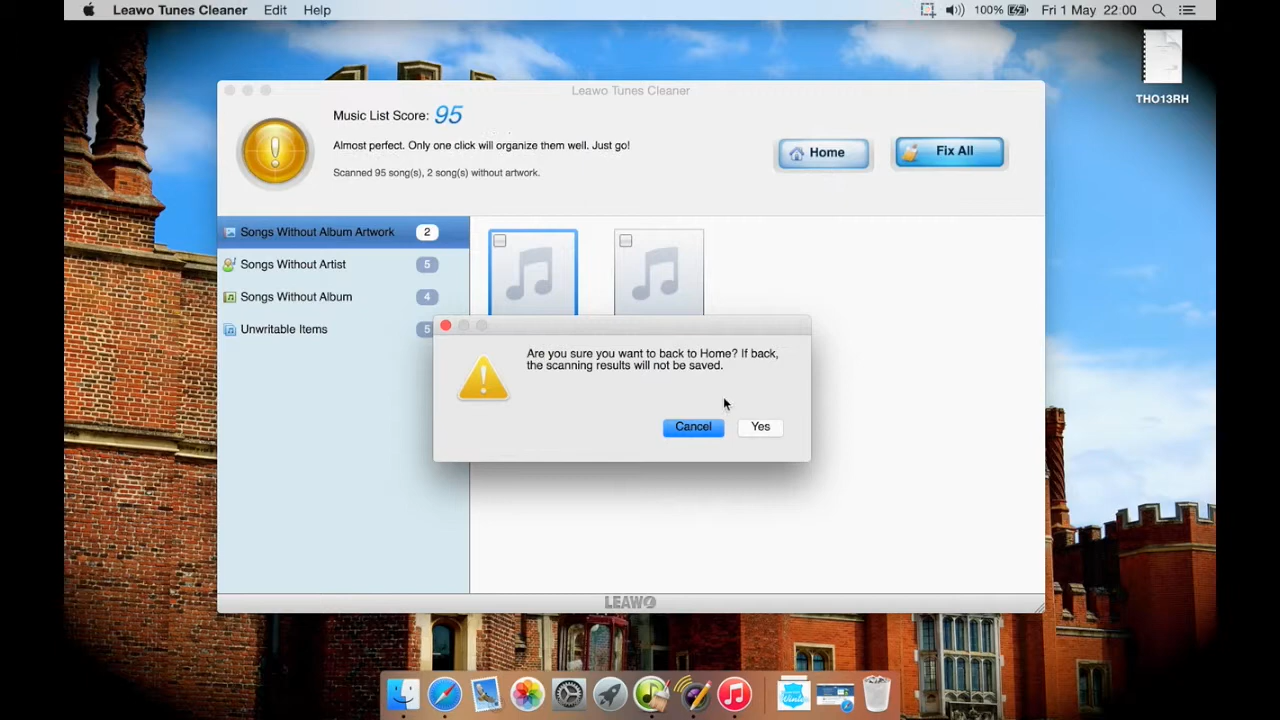 Leawo Tunes Cleaner Edit Help 100% Fri 1 May 22:00
THO13RH
Leawo Tunes Cleaner
Music List Score: 95
Almost perfect. Only one click will organize them well. Just go!
Scanned 95 song(s), 2 song(s) without artwork.
Home
Fix All
Songs Without Album Artwork 2
Songs Without Artist 5
Songs Without Album 4
Unwritable Items 5
Are you sure you want to back to Home? If back,
the scanning results will not be saved.
Cancel
Yes
LEAWO